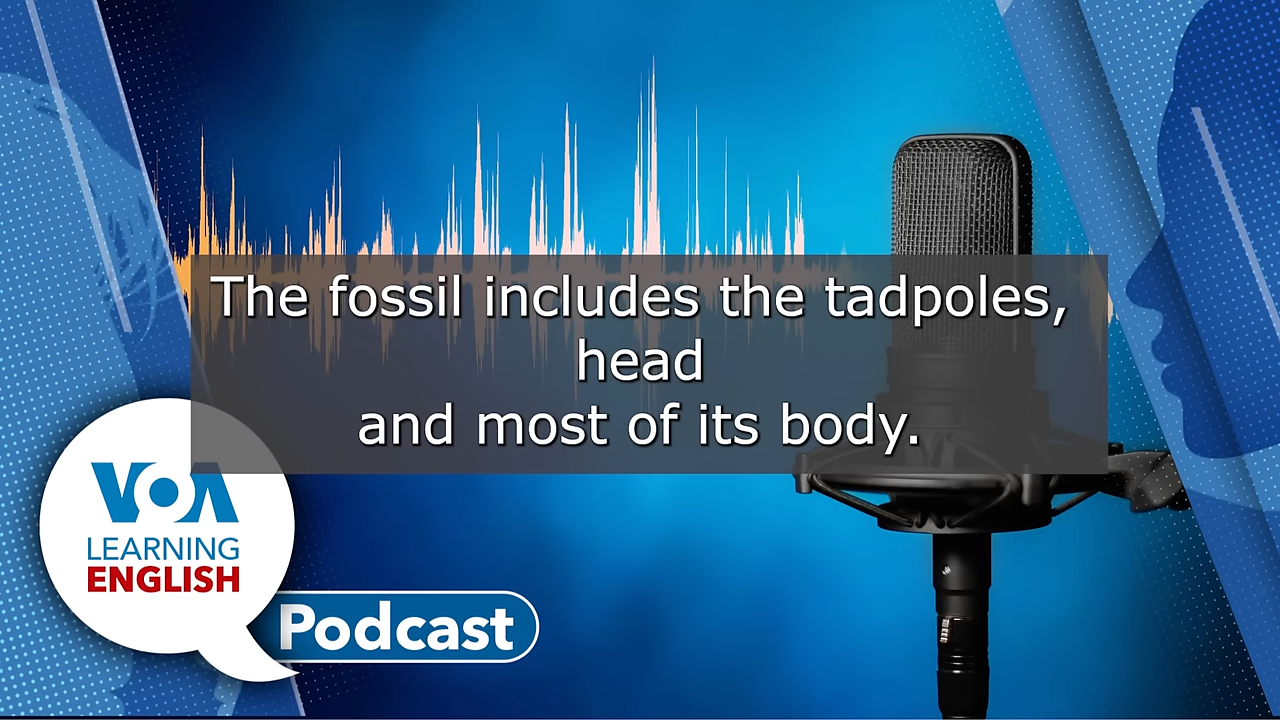 The fossil includes the tadpoles,
head
and most of its body.
VOA
LEARNING
ENGLISH
Podcast